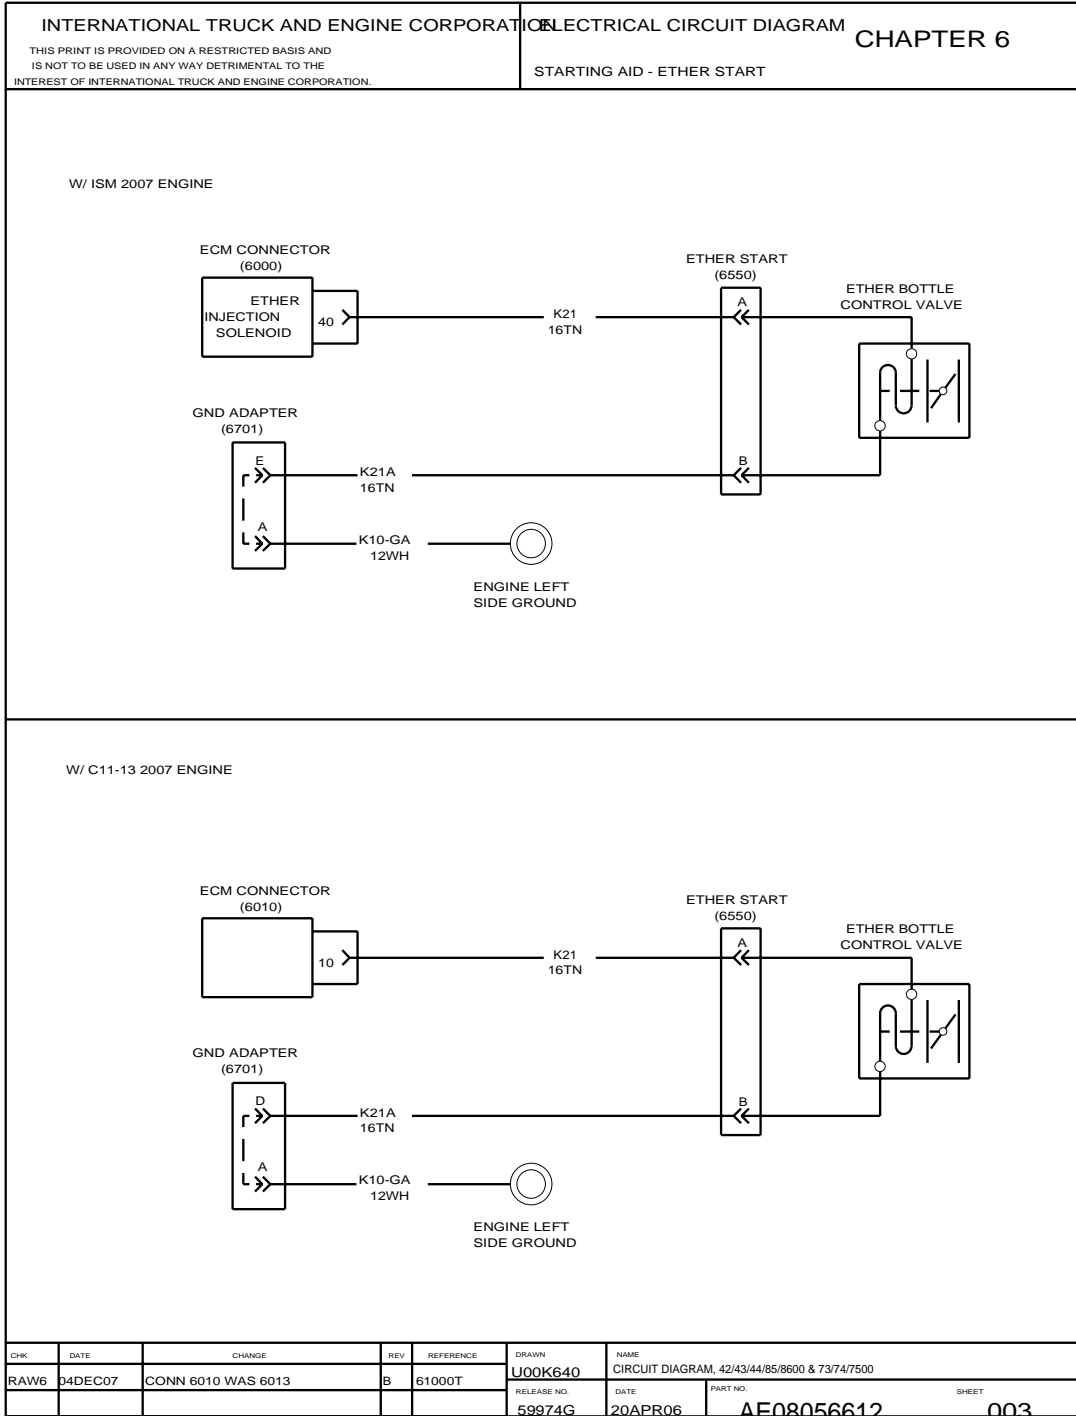 INTERNATIONAL TRUCK AND ENGINE CORPORATION
THIS PRINT IS PROVIDED ON A RESTRICTED BASIS AND
IS NOT TO BE USED IN ANY WAY DETRIMENTAL TO THE
INTEREST OF INTERNATIONAL TRUCK AND ENGINE CORPORATION.
ELECTRICAL CIRCUIT DIAGRAM
CHAPTER 6
STARTING AID - ETHER START
W/ ISM 2007 ENGINE
ECM CONNECTOR
(6000)
ETHER
INJECTION
SOLENOID
40
K21
16TN
ETHER START
(6550)
A
B
ETHER BOTTLE
CONTROL VALVE
GND ADAPTER
(6701)
E
A
K21A
16TN
K10-GA
12WH
ENGINE LEFT
SIDE GROUND
W/ C11-13 2007 ENGINE
ECM CONNECTOR
(6010)
10
K21
16TN
ETHER START
(6550)
A
B
ETHER BOTTLE
CONTROL VALVE
GND ADAPTER
(6701)
D
A
K21A
16TN
K10-GA
12WH
ENGINE LEFT
SIDE GROUND
CHK DATE CHANGE REV REFERENCE
RAW6 04DEC07 CONN 6010 WAS 6013 B 61000T
DRAWN
U00K640
NAME
CIRCUIT DIAGRAM, 42/43/44/85/8600 & 73/74/7500
RELEASE NO.
59974G
DATE
20APR06
PART NO.
AE08056612
SHEET
003